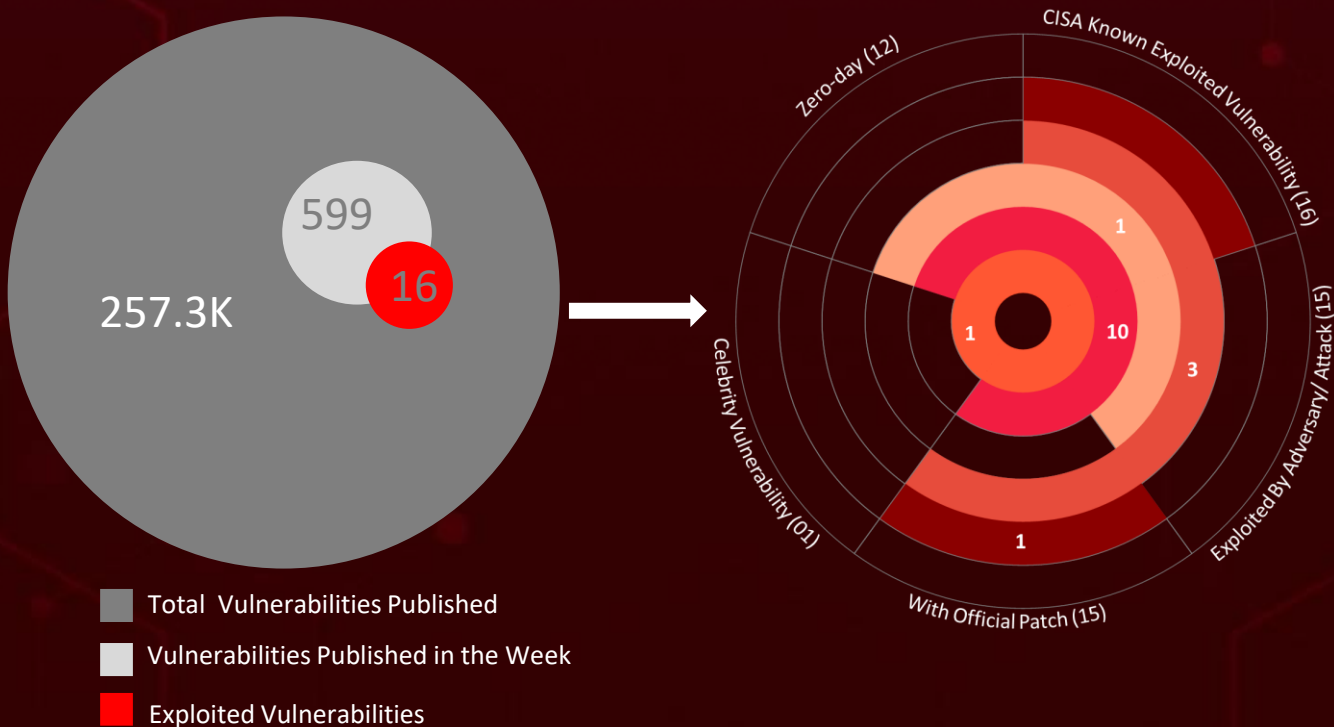 257.3K
599
16
Total Vulnerabilities Published
Vulnerabilities Published in the Week
Exploited Vulnerabilities
Zero-day (12)
CISA Known Exploited Vulnerability (16)
Exploited By Adversary/ Attack (15)
With Official Patch (15)
Celebrity Vulnerability (01)
1
1
10
3
1